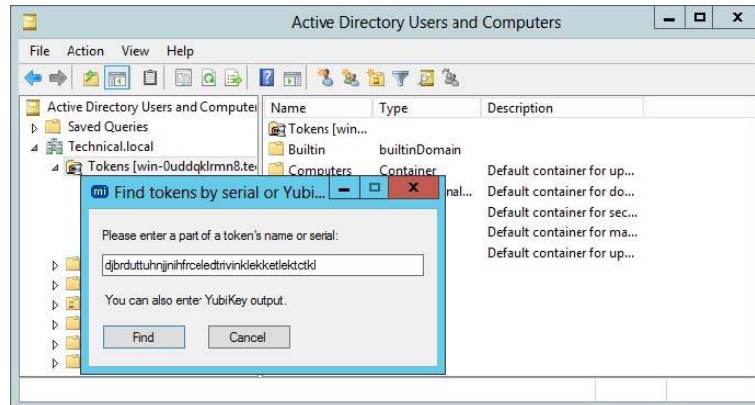 Active Directory Users and Computers
File Action View Help
Active Directory Users and Computer
Name Type Description
Saved Queries
Tokens [win...
Technical.local
Builtin builtinDomain
Tokens [win-0uddqklrmn8.te
Computers Container Default container for up...
nal... Default container for do...
Default container for sec...
Default container for ma...
Default container for up...
mi Find tokens by serial or Yubi...
Please enter a part of a token's name or serial:
djbrduttuhnjjnihfrceledtrivinklekketlektctkl
You can also enter YubiKey output.
Find Cancel